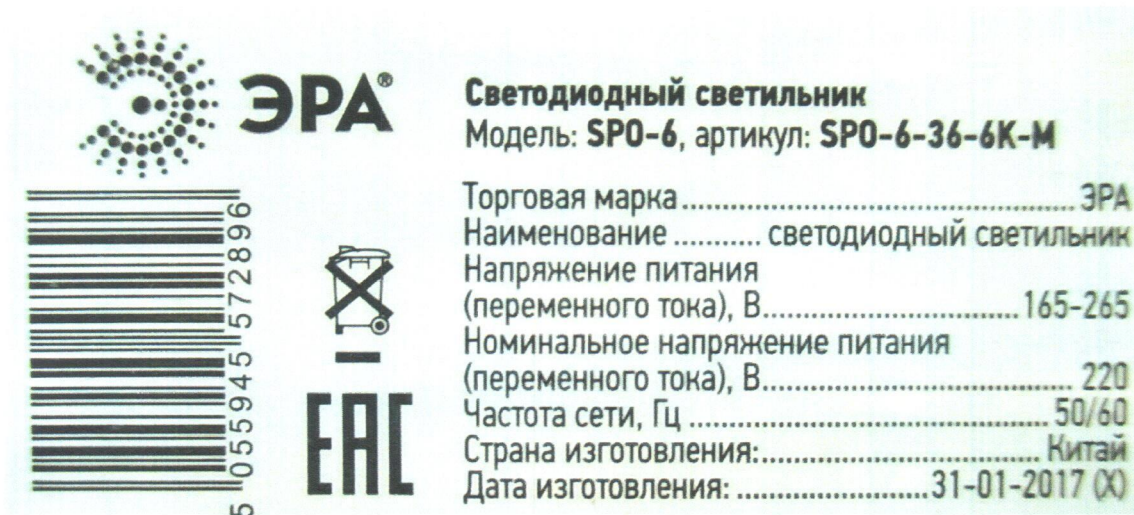 ЭРА®
Светодиодный светильник
Модель: SPO-6, артикул: SPO-6-36-6K-M
Торговая марка........................................ЭРА
Наименование ........... светодиодный светильник
Напряжение питания
(переменного тока), В............................165-265
Номинальное напряжение питания
(переменного тока), В.................................. 220
Частота сети, Гц ....................................... 50/60
Страна изготовления:.............................. Китай
Дата изготовления: .....................31-01-2017 (X)
5 055945 572896
EAC